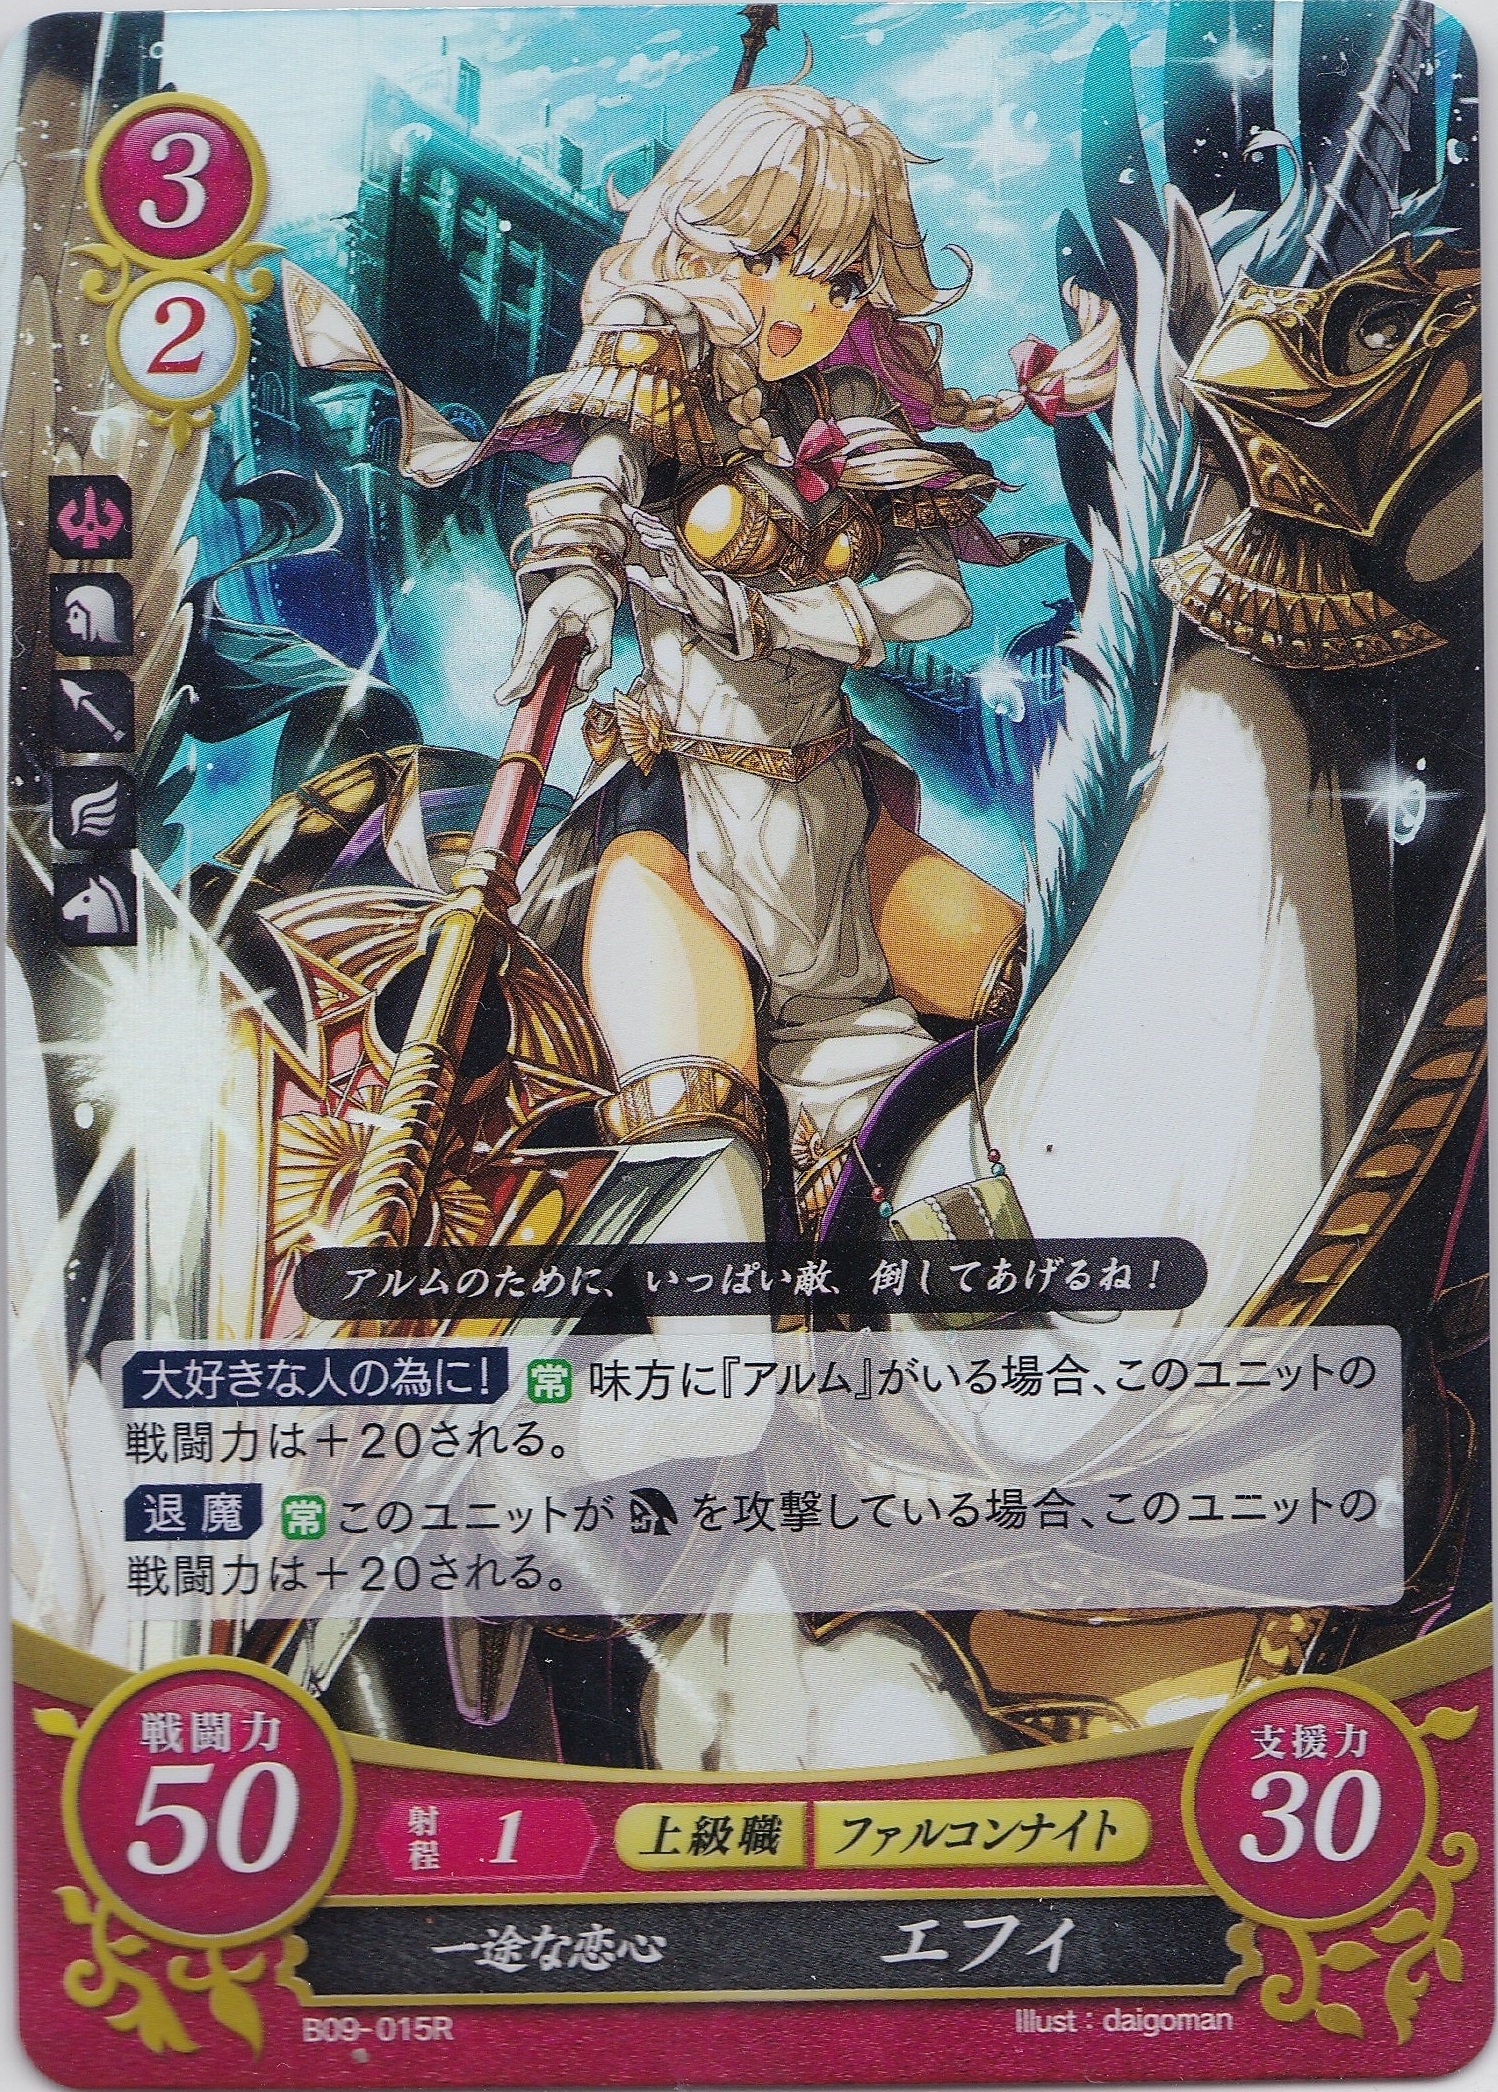 3
2
アルムのために、いっぱい敵、倒してあげるね！
大好きな人の為に! 常 味方に『アルム』がいる場合、このユニットの
戦闘力は＋20される。
退魔 常 このユニットが を攻撃している場合、このユニットの
戦闘力は＋20される。
戦闘力
50
射程 1
上級職 ファルコンナイト
支援力
30
一途な恋心 エフィ
B09-015R
Illust : daigoman